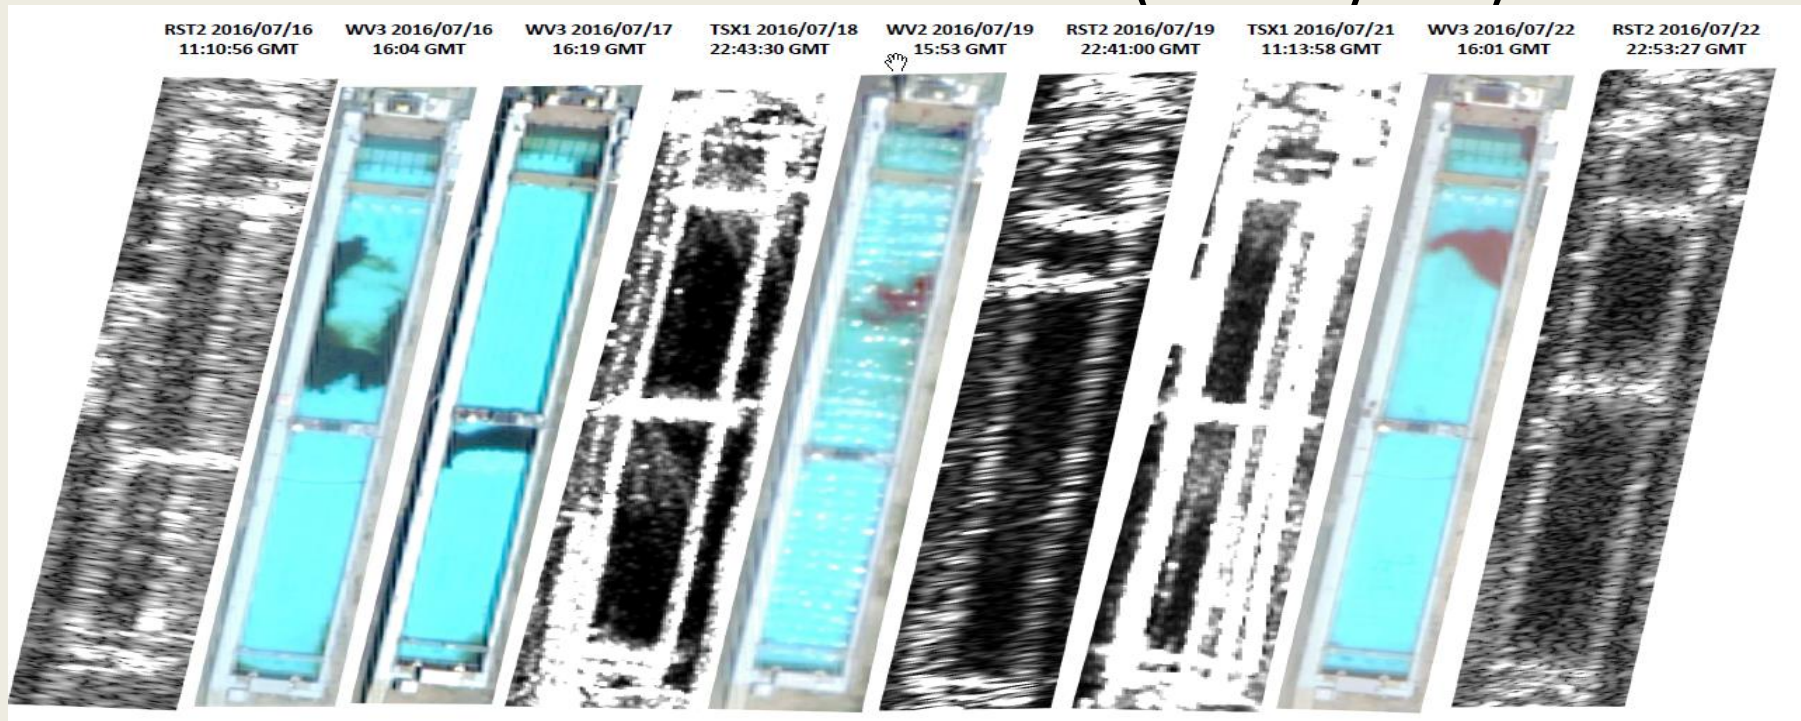 RST2 2016/07/16
11:10:56 GMT
WV3 2016/07/16
16:04 GMT
WV3 2016/07/17
16:19 GMT
TSX1 2016/07/18
22:43:30 GMT
WV2 2016/07/19
15:53 GMT
RST2 2016/07/19
22:41:00 GMT
TSX1 2016/07/21
11:13:58 GMT
WV3 2016/07/22
16:01 GMT
RST2 2016/07/22
22:53:27 GMT